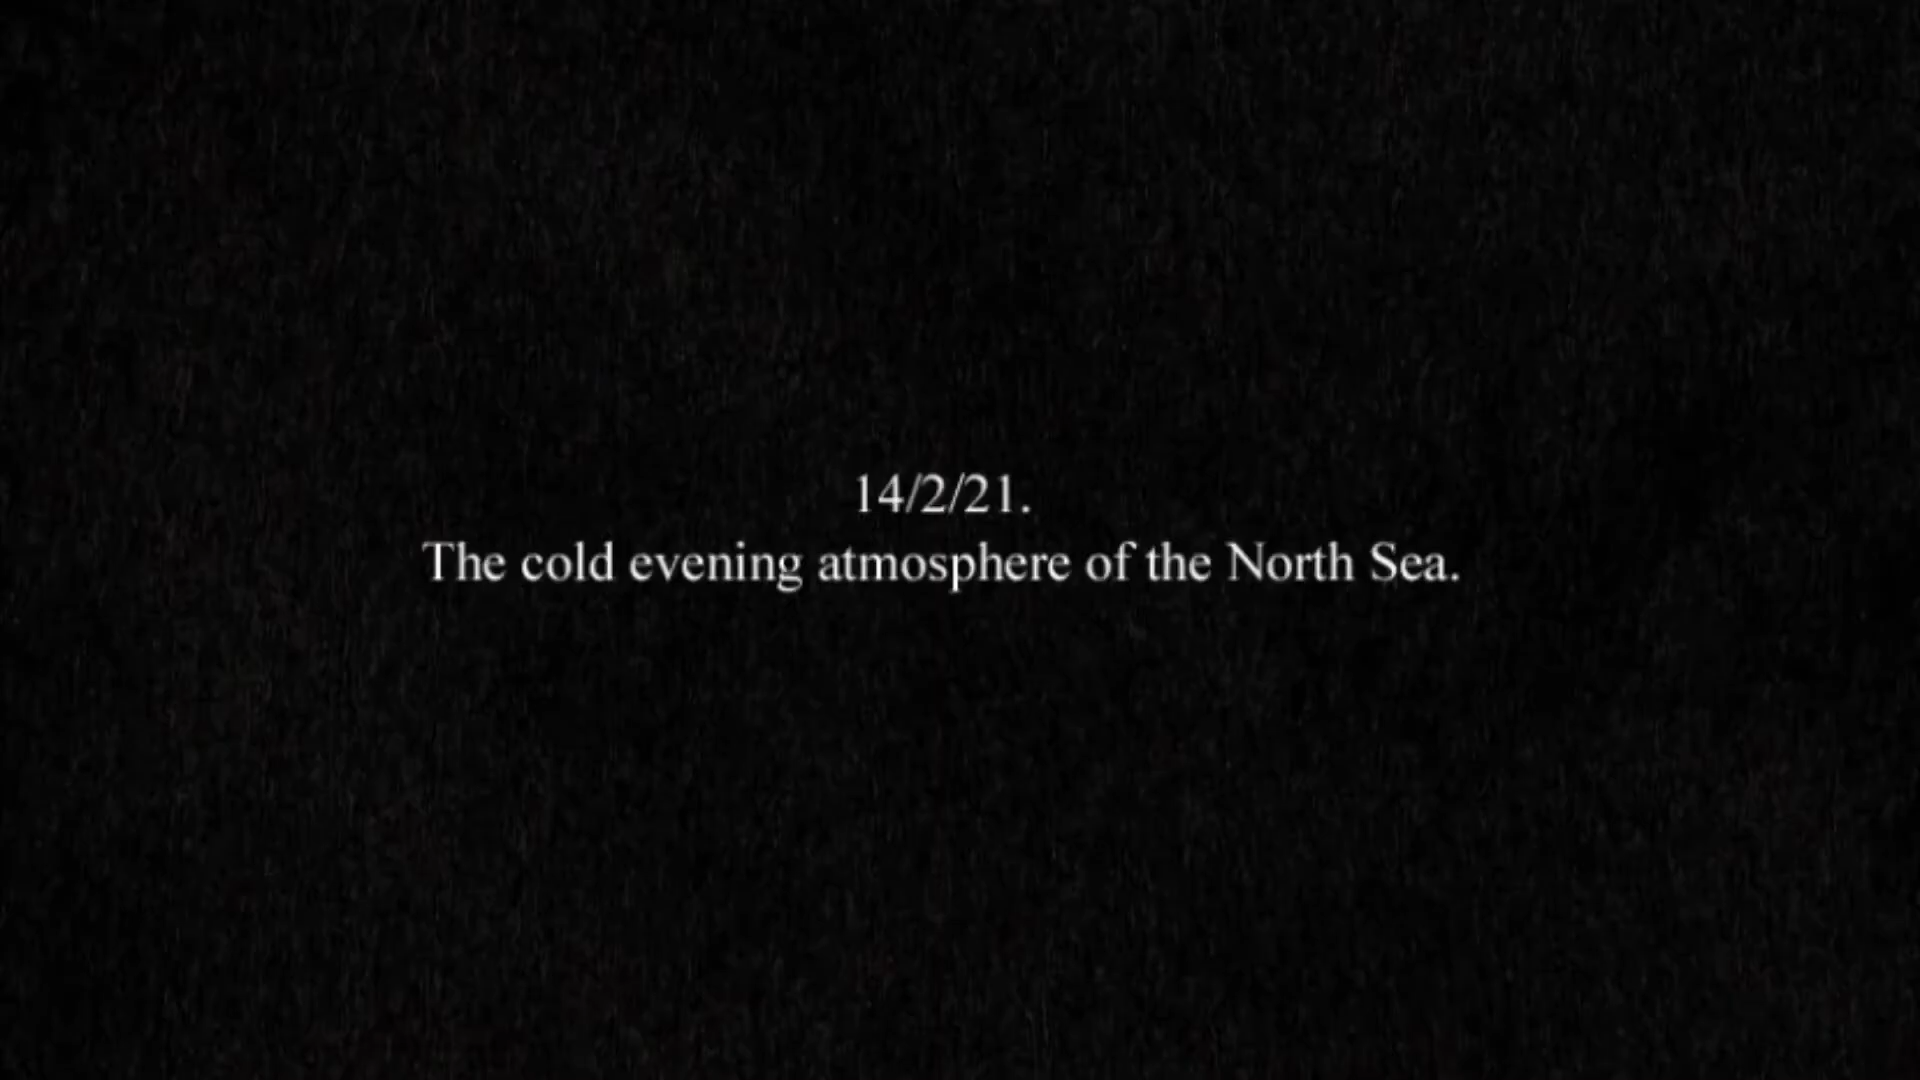 14/2/21.
The cold evening atmosphere of the North Sea.